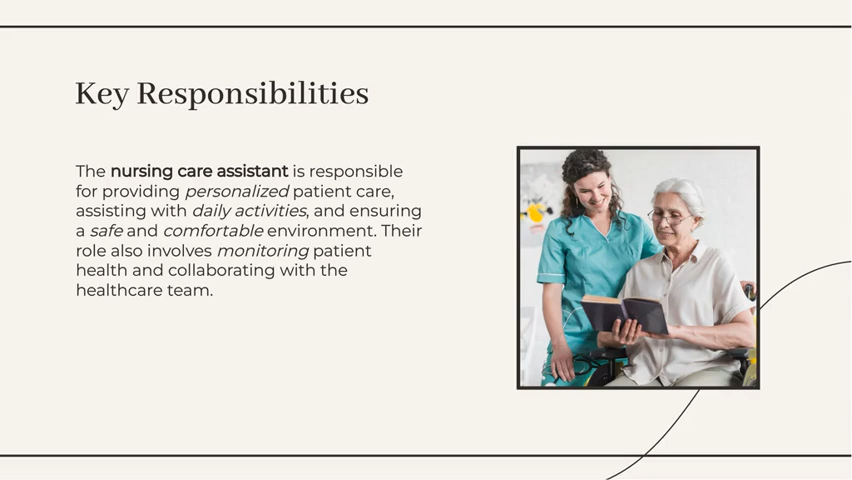 Key Responsibilities
The nursing care assistant is responsible
for providing personalized patient care,
assisting with daily activities, and ensuring
a safe and comfortable environment. Their
role also involves monitoring patient
health and collaborating with the
healthcare team.